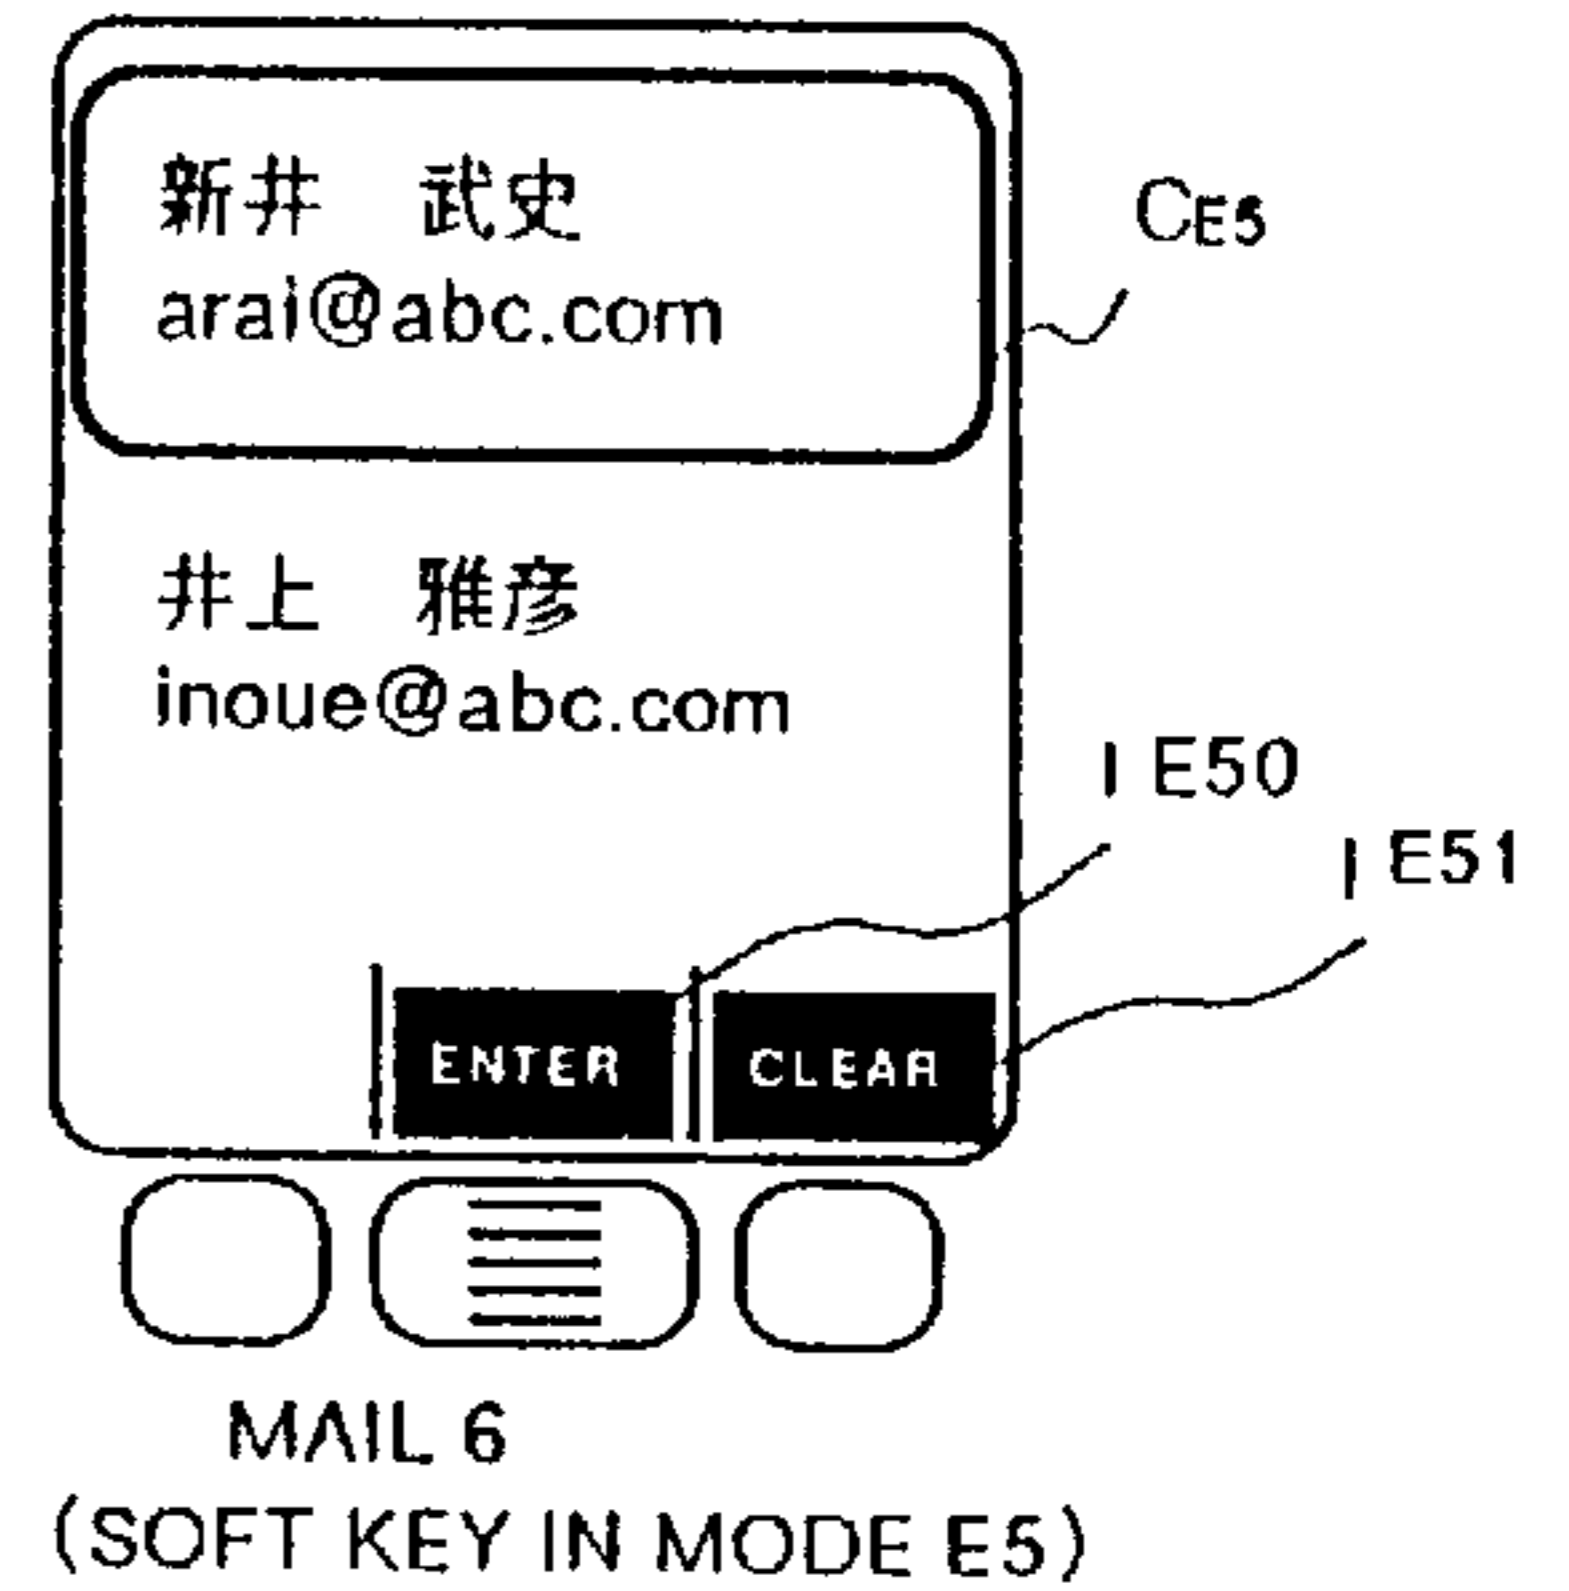 新井　武史
arai@abc.com
CE5
井上　雅彦
inoue@abc.com
IE50
IE51
ENTER
CLEAR
MAIL 6
(SOFT KEY IN MODE E5)